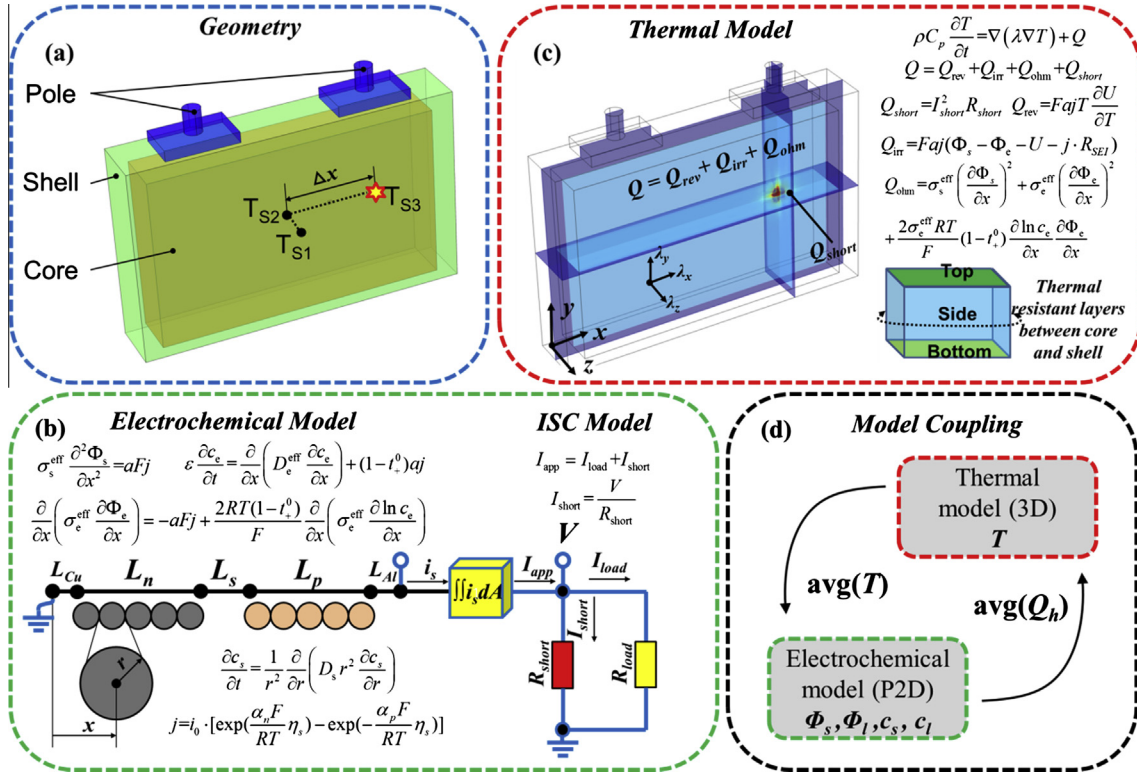 Geometry
(a)
Pole
Shell
Core
Δx
T_S2
T_S3
T_S1
Thermal Model
(c)
Q = Q_rev + Q_irr + Q_ohm
Q_short
λ_y
λ_x
λ_z
y
x
z
ρC_p ∂T/∂t = ∇(λ∇T) + Q
Q = Q_rev + Q_irr + Q_ohm + Q_short
Q_short = I²_short R_short Q_rev = FajT ∂U/∂T
Q_irr = Faj(Φ_s − Φ_e − U − j · R_SEI)
Q_ohm = σ_s^eff (∂Φ_s/∂x)² + σ_e^eff (∂Φ_e/∂x)²
+ 2σ_e^eff RT/F (1−t_+^0) ∂ln c_e/∂x ∂Φ_e/∂x
Top
Side
Bottom
Thermal
resistant layers
between core
and shell
(b)
Electrochemical Model
σ_s^eff ∂²Φ_s/∂x² = aFj ε ∂c_e/∂t = ∂/∂x (D_e^eff ∂c_e/∂x) + (1−t_+^0)aj
∂/∂x (σ_e^eff ∂Φ_e/∂x) = −aFj + 2RT(1−t_+^0)/F ∂/∂x (σ_e^eff ∂ln c_e/∂x)
ISC Model
I_app = I_load + I_short
I_short = V/R_short
V
L_Cu
L_n
L_s
L_p
L_Al
i_s
∬i_s dA
I_app
I_load
I_short
R_short
R_load
r
x
∂c_s/∂t = 1/r² ∂/∂r (D_s r² ∂c_s/∂r)
j = i_0 · [exp(α_n F/RT η_s) − exp(−α_p F/RT η_s)]
(d)
Model Coupling
Thermal
model (3D)
T
avg(T)
avg(Q_h)
Electrochemical
model (P2D)
Φ_s, Φ_l, c_s, c_l